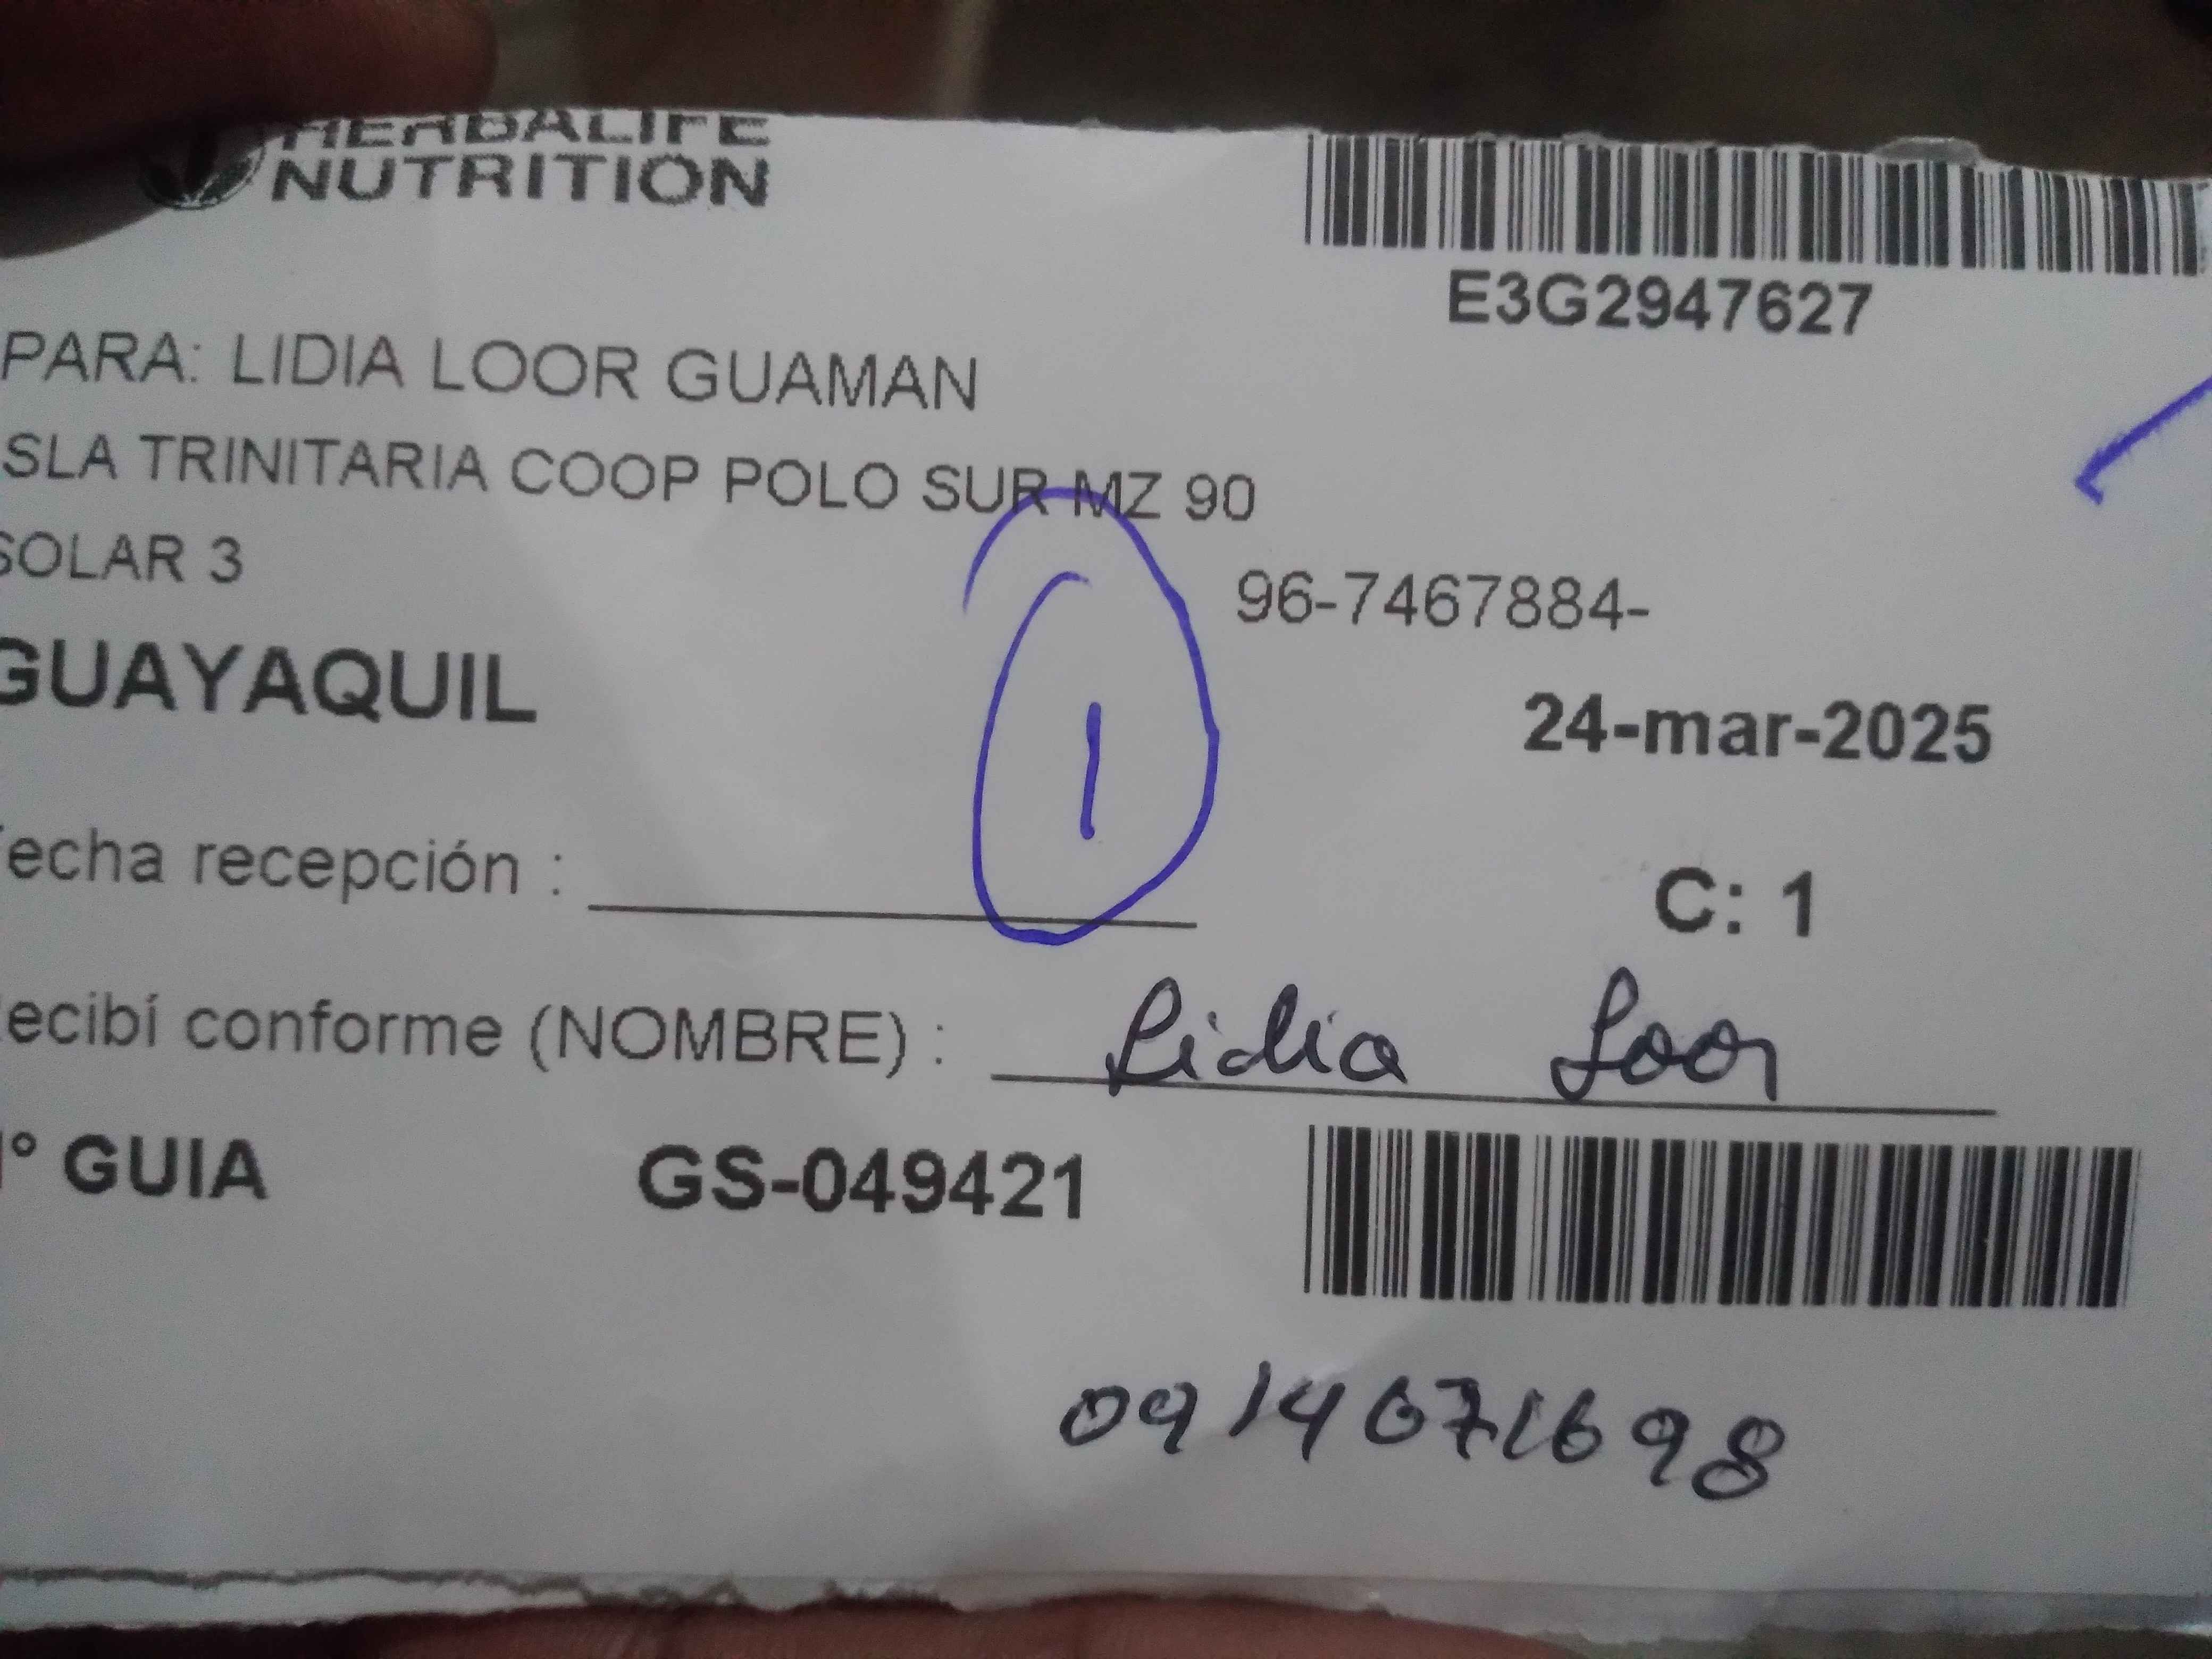 HERBALIFE
NUTRITION
E3G2947627
PARA: LIDIA LOOR GUAMAN
SLA TRINITARIA COOP POLO SUR MZ 90
SOLAR 3
96-7467884-
GUAYAQUIL
24-mar-2025
1
echa recepción :
C: 1
ecibí conforme (NOMBRE) : Lidia Loor
° GUIA GS-049421
0914071698